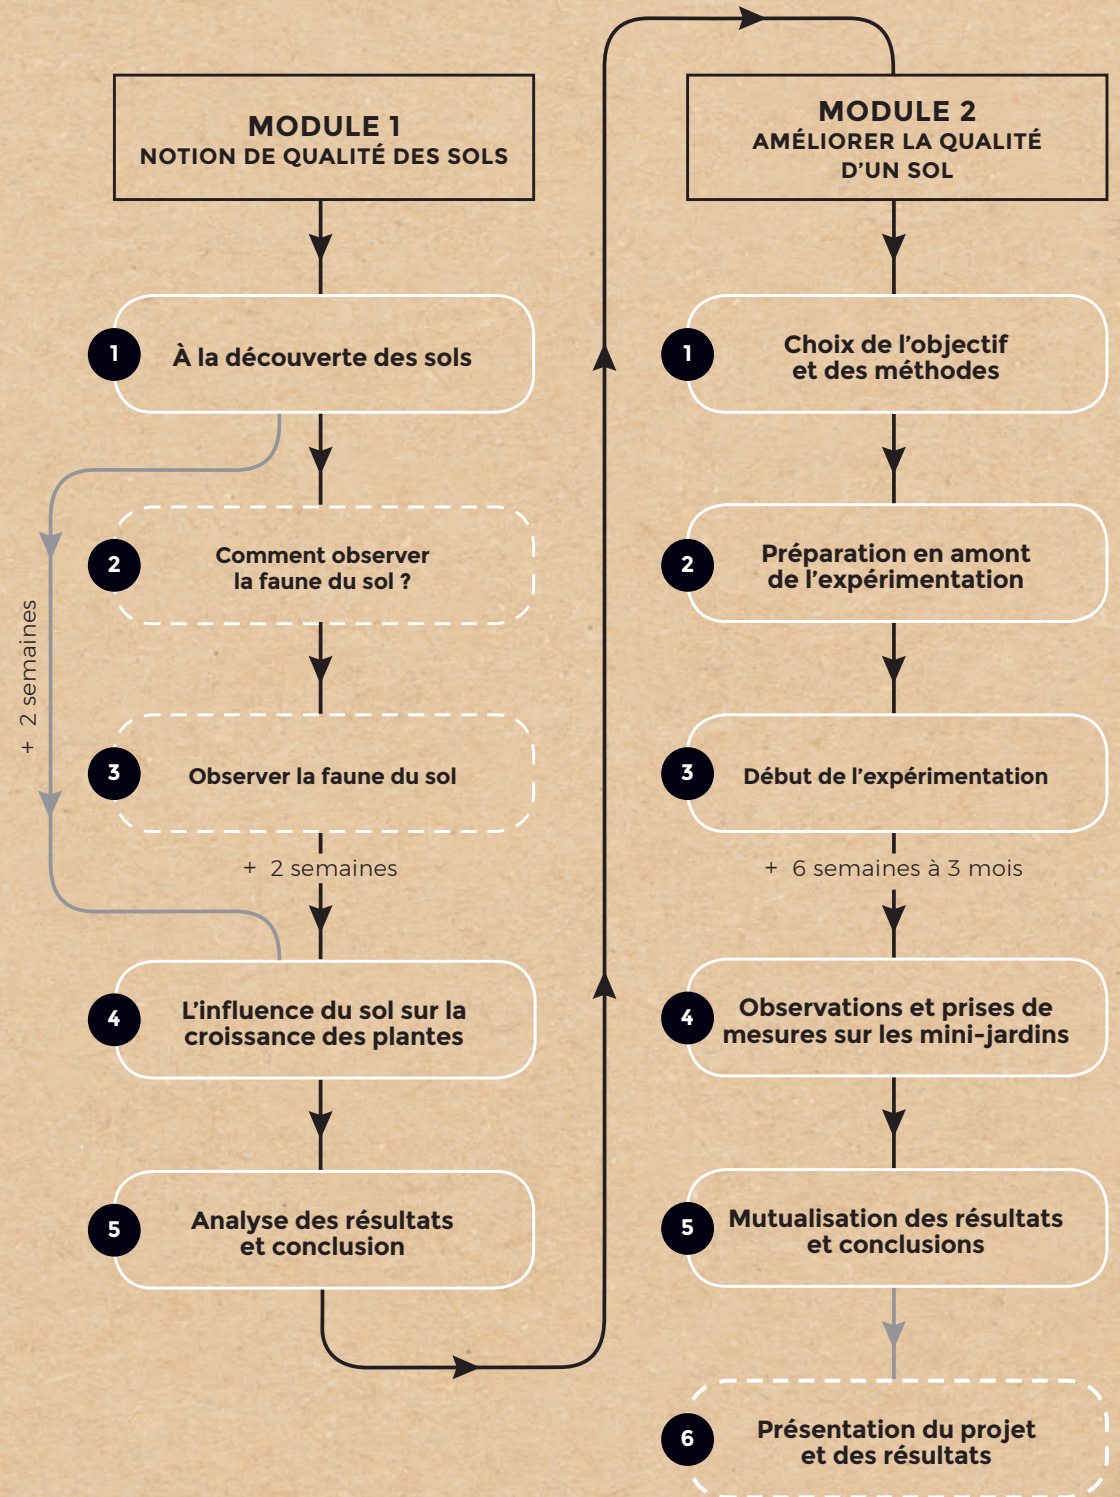 MODULE 1
NOTION DE QUALITÉ DES SOLS
1
À la découverte des sols
2
Comment observer
la faune du sol ?
+ 2 semaines
3
Observer la faune du sol
+ 2 semaines
4
L’influence du sol sur la
croissance des plantes
5
Analyse des résultats
et conclusion
MODULE 2
AMÉLIORER LA QUALITÉ
D’UN SOL
1
Choix de l’objectif
et des méthodes
2
Préparation en amont
de l’expérimentation
3
Début de l’expérimentation
+ 6 semaines à 3 mois
4
Observations et prises de
mesures sur les mini-jardins
5
Mutualisation des résultats
et conclusions
6
Présentation du projet
et des résultats